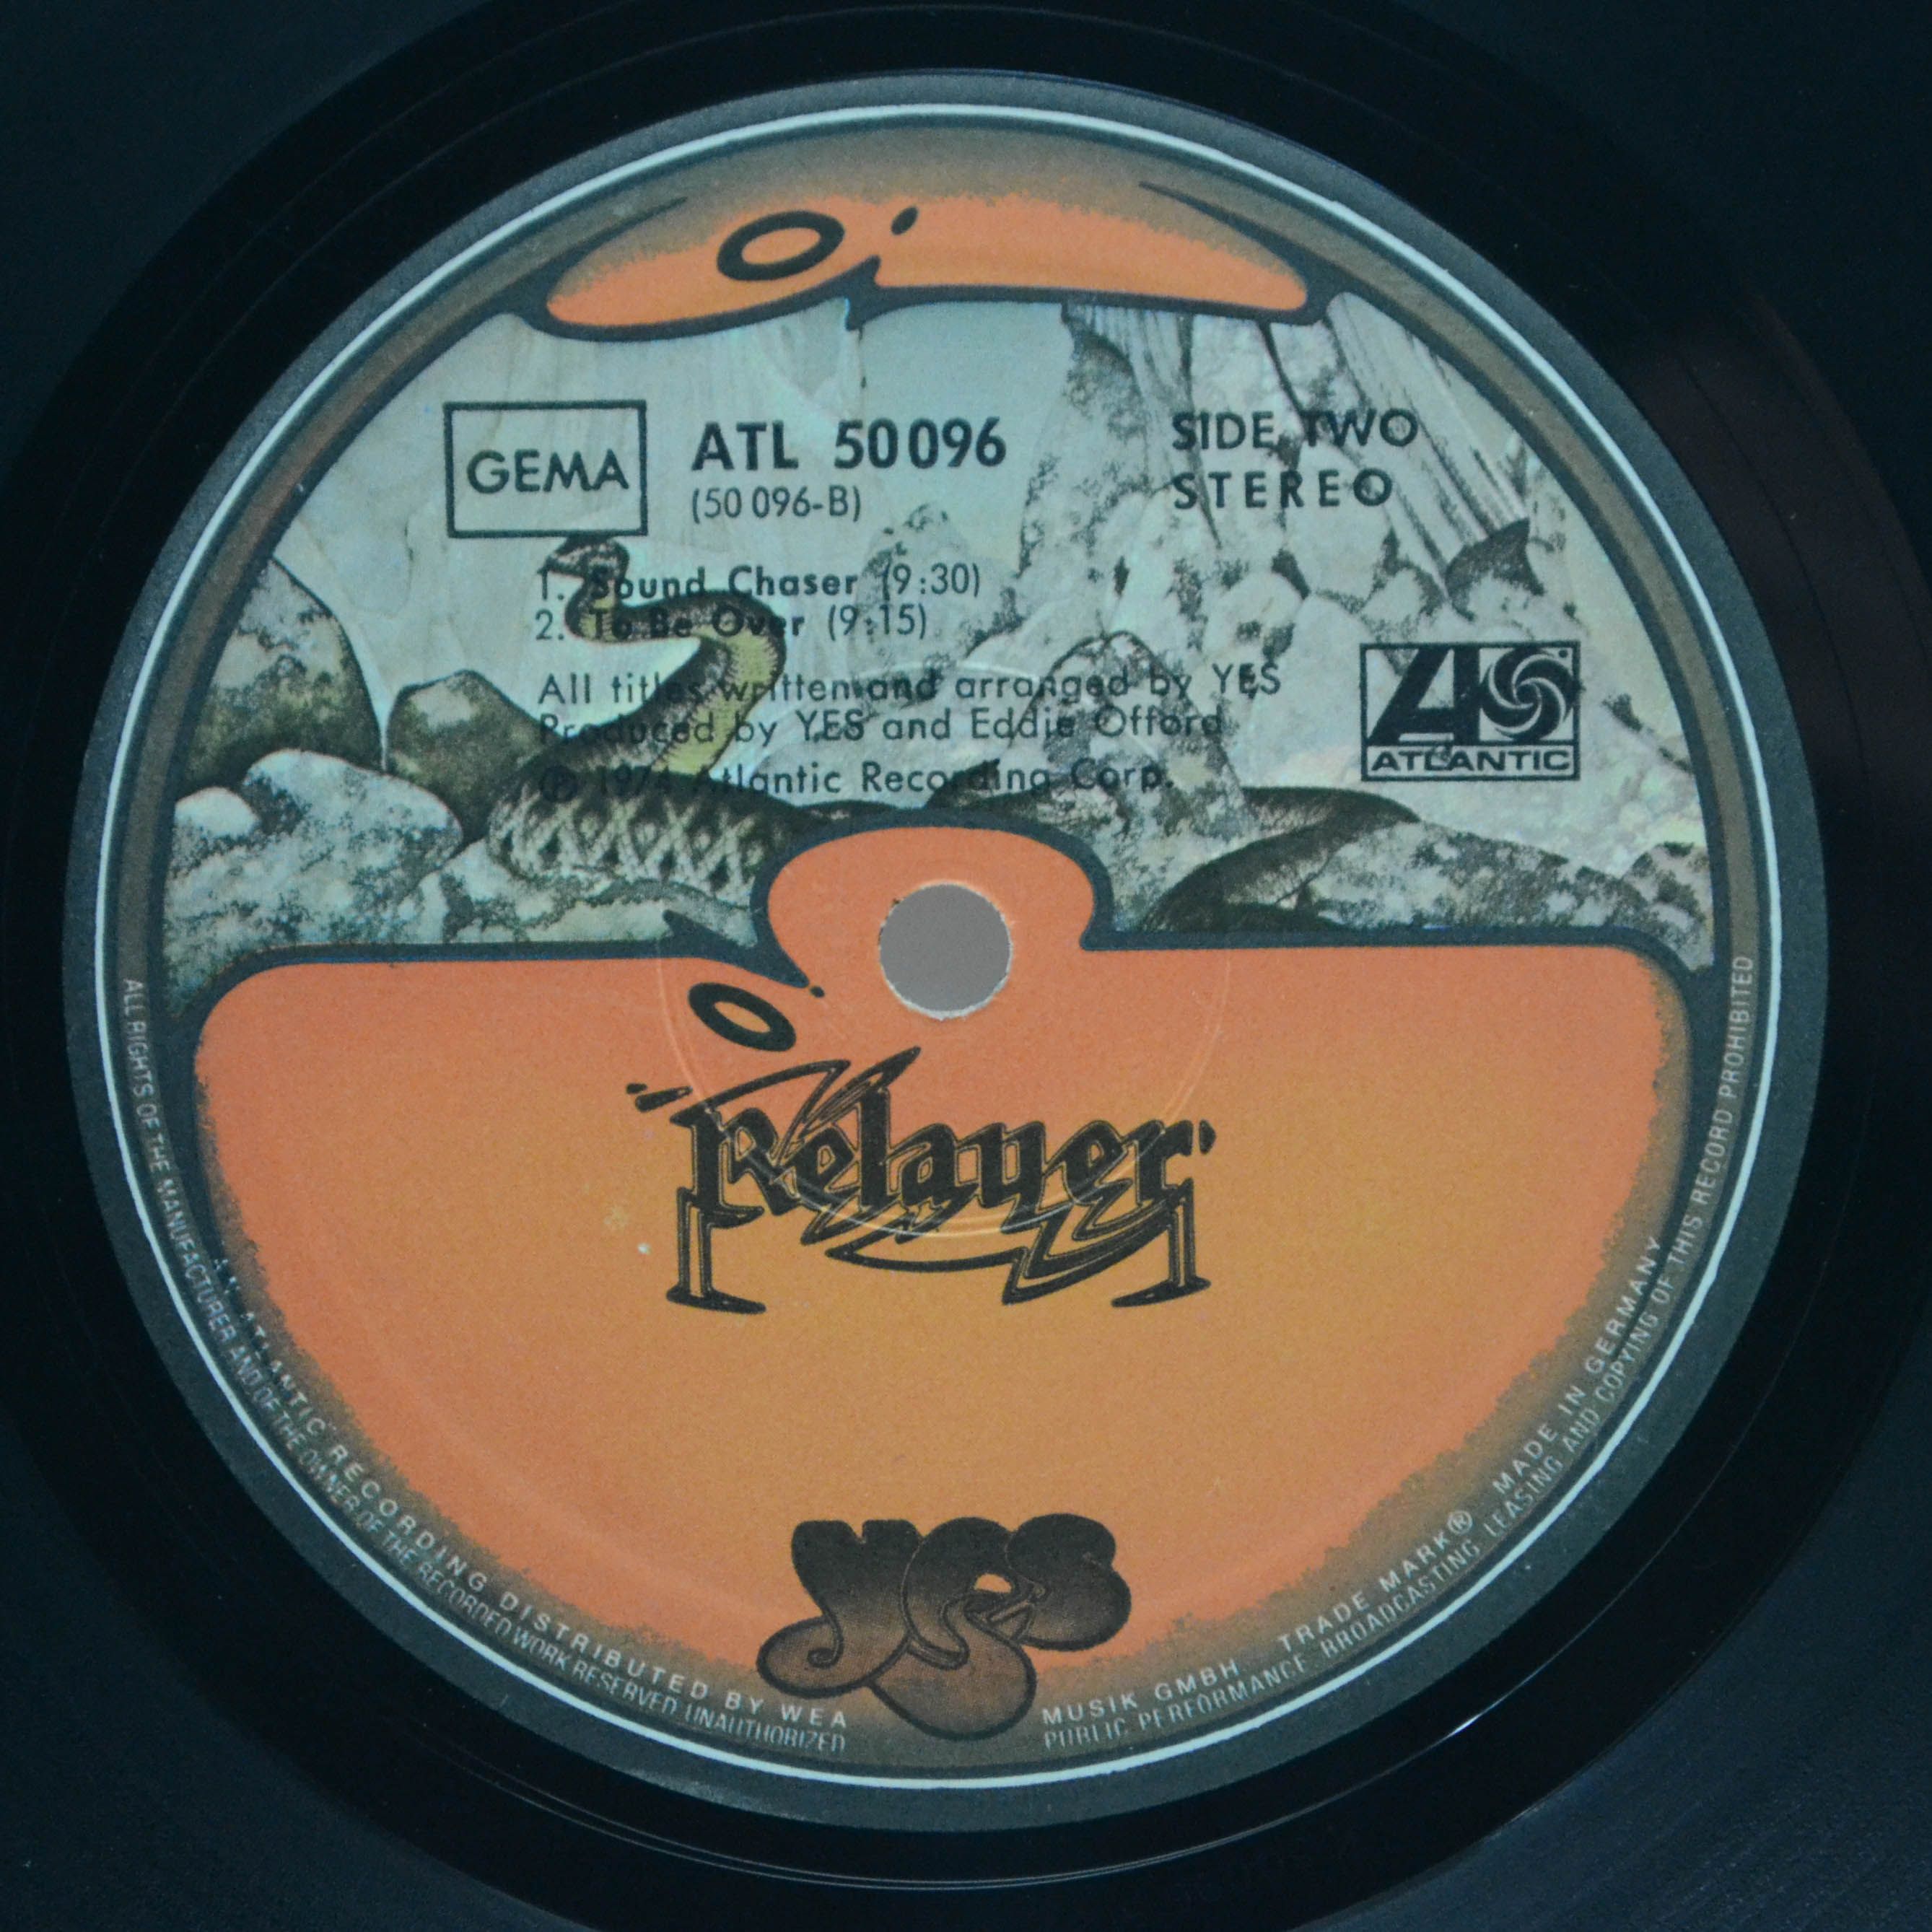 GEMA
ATL 50 096
(50 096-B)
SIDE TWO
STEREO
1. Sound Chaser (9:30)
2. To Be Over (9:15)
All titles written and arranged by YES
Produced by YES and Eddie Offord
℗ 1974 Atlantic Recording Corp.
ATLANTIC
Relayer
YES
AN ATLANTIC RECORDING DISTRIBUTED BY WEA MUSIK GMBH TRADE MARK® MADE IN GERMANY
ALL RIGHTS OF THE MANUFACTURER AND OF THE OWNER OF THE RECORDED WORK RESERVED UNAUTHORIZED PUBLIC PERFORMANCE BROADCASTING LEASING AND COPYING OF THIS RECORD PROHIBITED